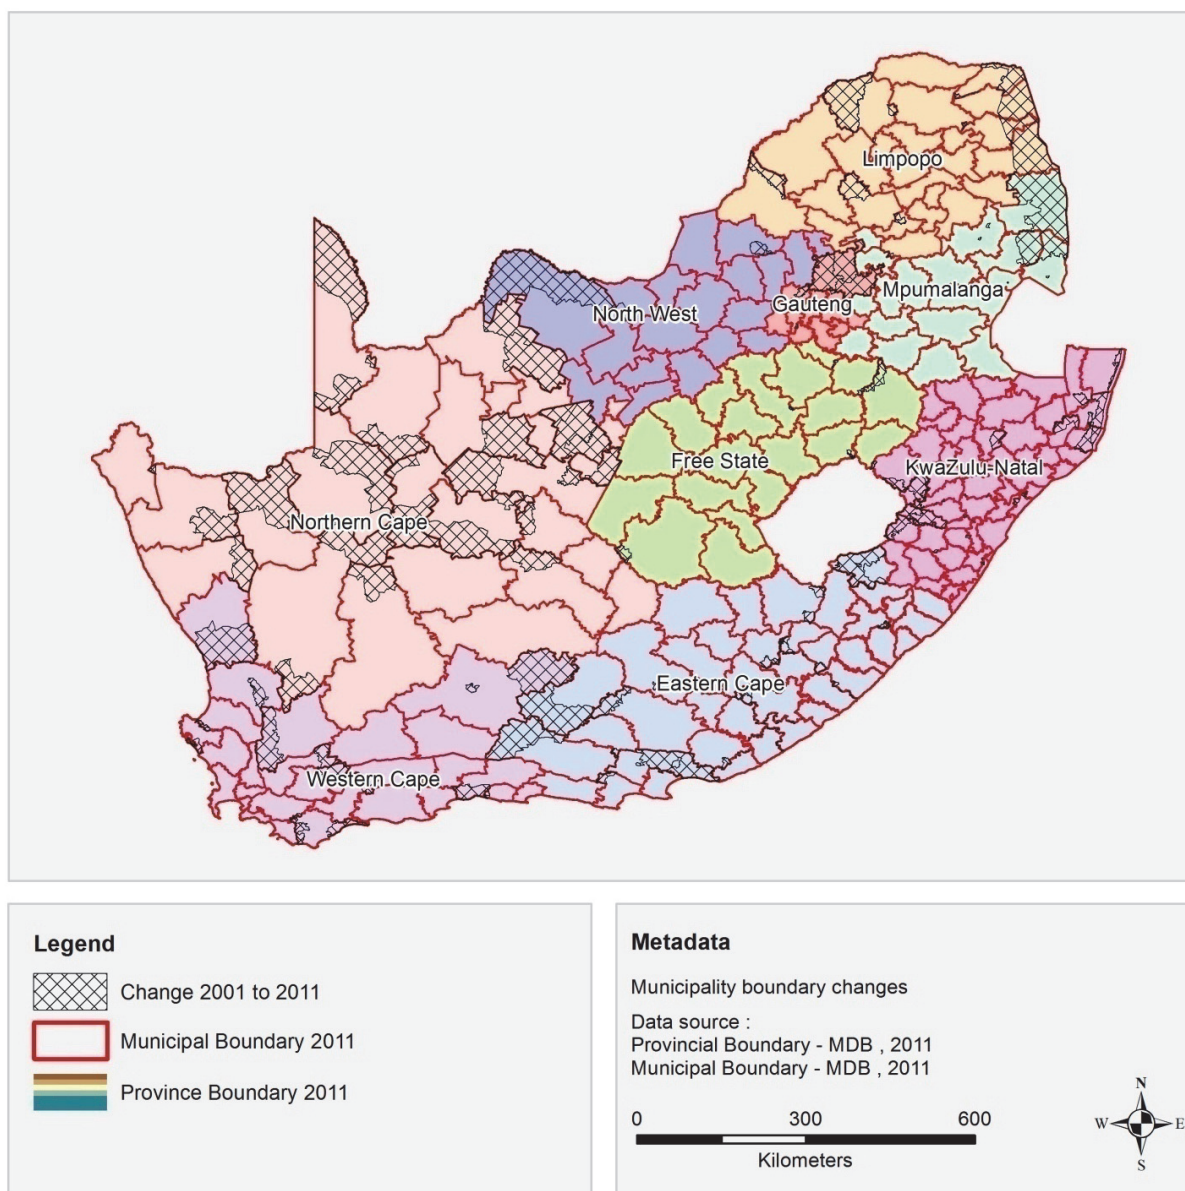 Limpopo
Mpumalanga
Gauteng
North West
Free State
KwaZulu-Natal
Northern Cape
Eastern Cape
Western Cape
Legend
Change 2001 to 2011
Municipal Boundary 2011
Province Boundary 2011
Metadata
Municipality boundary changes
Data source :
Provincial Boundary - MDB , 2011
Municipal Boundary - MDB , 2011
0 300 600
Kilometers
N
W E
S